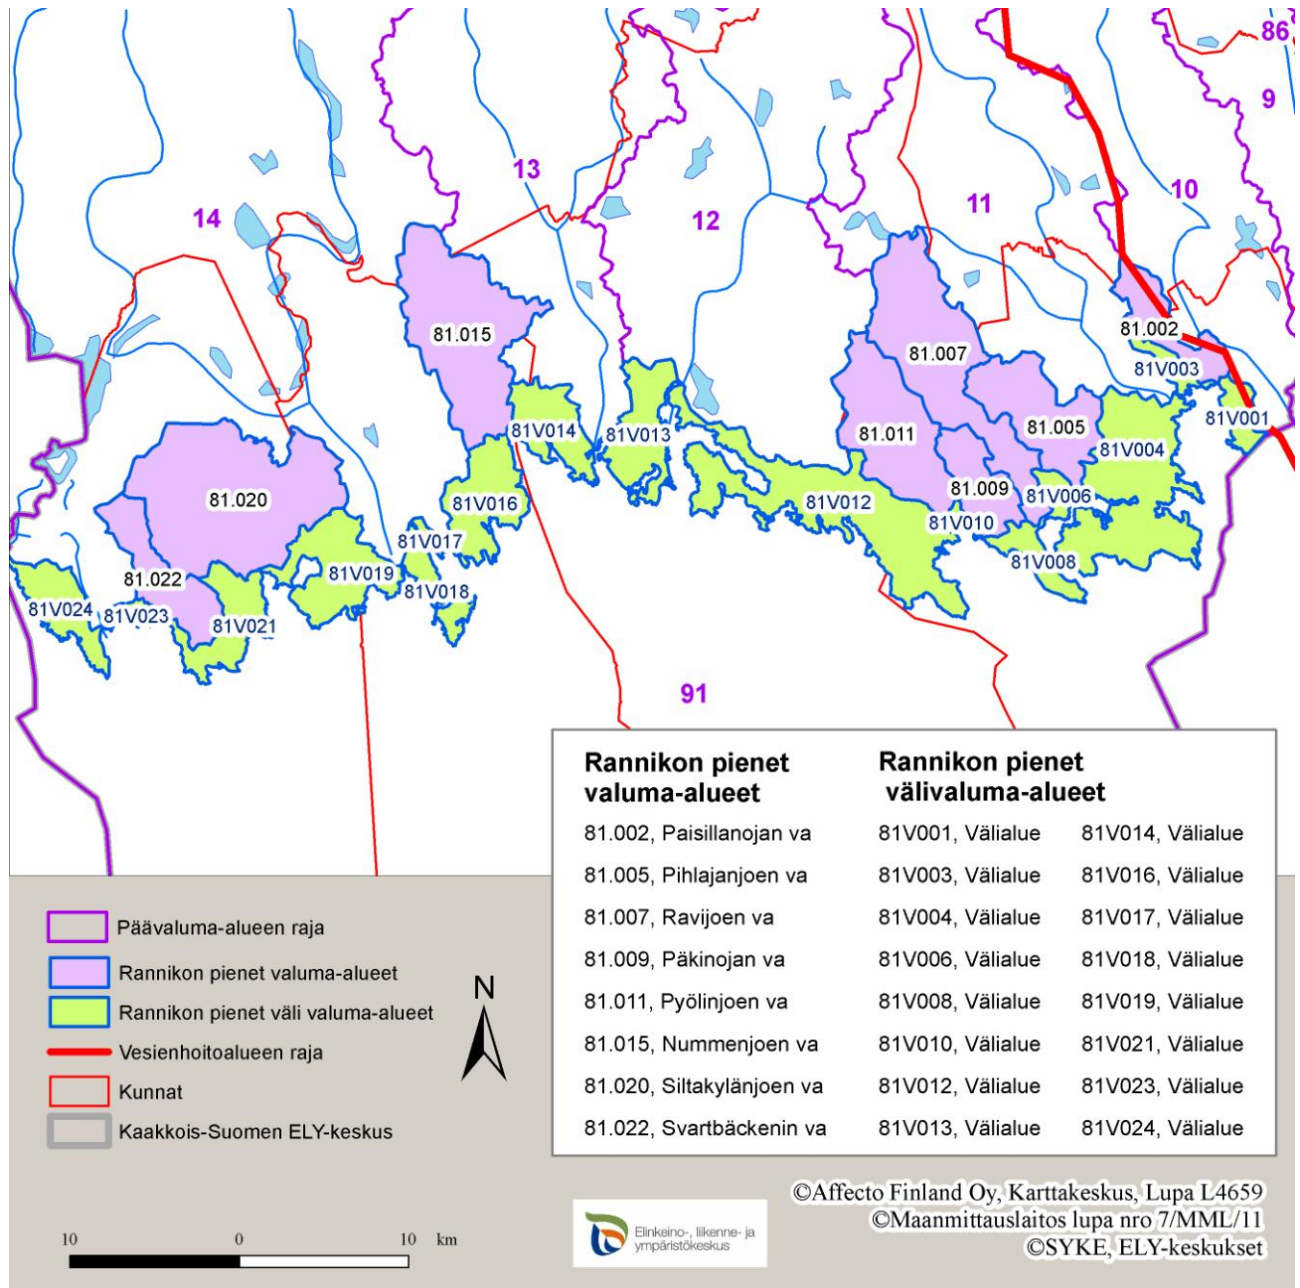 86
9
13
10
14
12
11
81.002
81.015
81.007
81V003
81V001
81V014
81V013
81.011
81.005
81V004
81.020
81V016
81V012
81.009
81V006
81V010
81V017
81V008
81.022
81V019
81V018
81V024
81V023
81V021
91
Rannikon pienet
valuma-alueet
81.002, Paisillanojan va
81.005, Pihlajanjoen va
81.007, Ravijoen va
81.009, Päkinojan va
81.011, Pyölinjoen va
81.015, Nummenjoen va
81.020, Siltakylänjoen va
81.022, Svartbäckenin va
Rannikon pienet
välivaluma-alueet
81V001, Välialue
81V003, Välialue
81V004, Välialue
81V006, Välialue
81V008, Välialue
81V010, Välialue
81V012, Välialue
81V013, Välialue
81V014, Välialue
81V016, Välialue
81V017, Välialue
81V018, Välialue
81V019, Välialue
81V021, Välialue
81V023, Välialue
81V024, Välialue
Päävaluma-alueen raja
Rannikon pienet valuma-alueet
Rannikon pienet väli valuma-alueet
Vesienhoitoalueen raja
Kunnat
Kaakkois-Suomen ELY-keskus
N
10 0 10 km
Elinkeino-, liikenne- ja
ympäristökeskus
©Affecto Finland Oy, Karttakeskus, Lupa L4659
©Maanmittauslaitos lupa nro 7/MML/11
©SYKE, ELY-keskukset